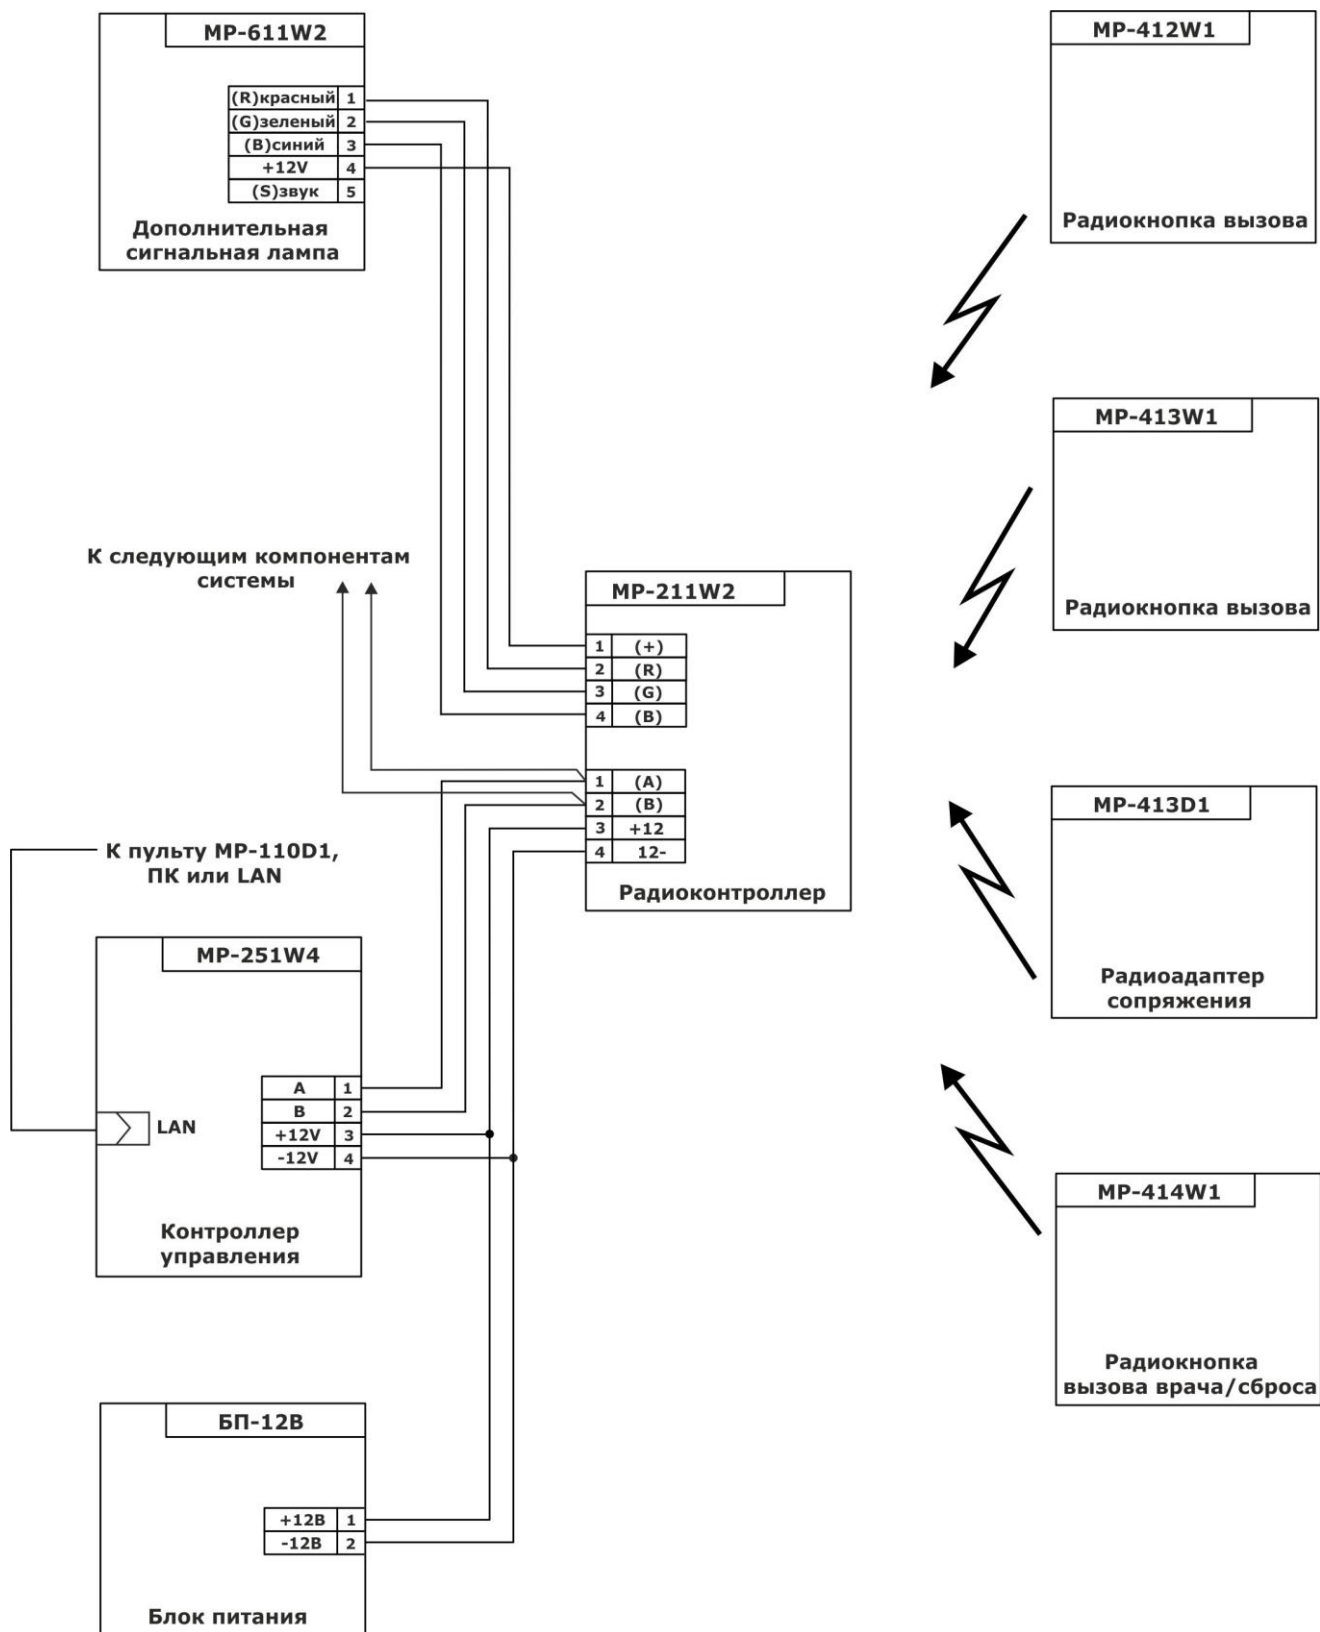 MP-611W2
(R)красный 1
(G)зеленый 2
(B)синий 3
+12V 4
(S)звук 5
Дополнительная
сигнальная лампа
MP-412W1
Радиокнопка вызова
MP-413W1
Радиокнопка вызова
К следующим компонентам
системы
MP-211W2
1 (+)
2 (R)
3 (G)
4 (B)
1 (A)
2 (B)
3 +12
4 12-
Радиоконтроллер
MP-413D1
Радиоадаптер
сопряжения
К пульту MP-110D1,
ПК или LAN
MP-251W4
A 1
B 2
+12V 3
-12V 4
LAN
Контроллер
управления
MP-414W1
Радиокнопка
вызова врача/сброса
БП-12В
+12В 1
-12В 2
Блок питания